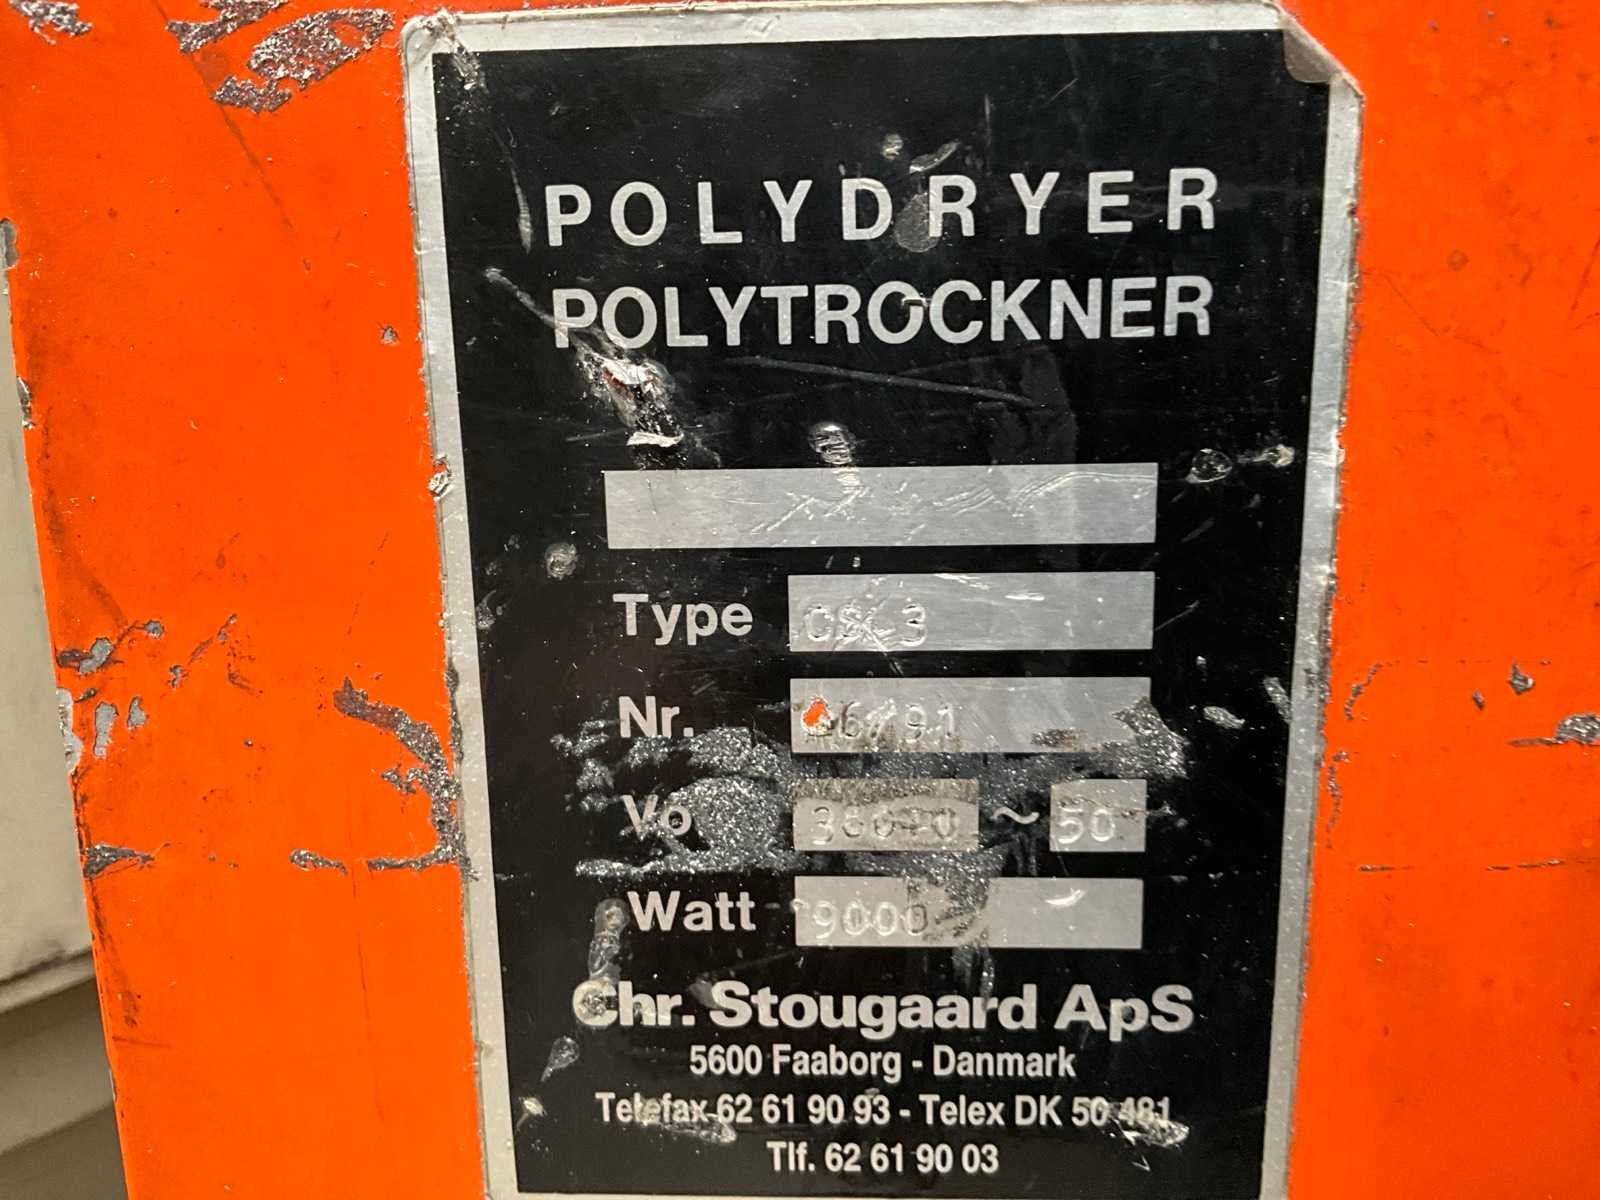 POLYDRYER
POLYTROCKNER
Type
Nr.
~ 50
Watt 9000
Chr. Stougaard ApS
5600 Faaborg - Danmark
Telefax 62 61 90 93 - Telex DK 50 481
Tlf. 62 61 90 03